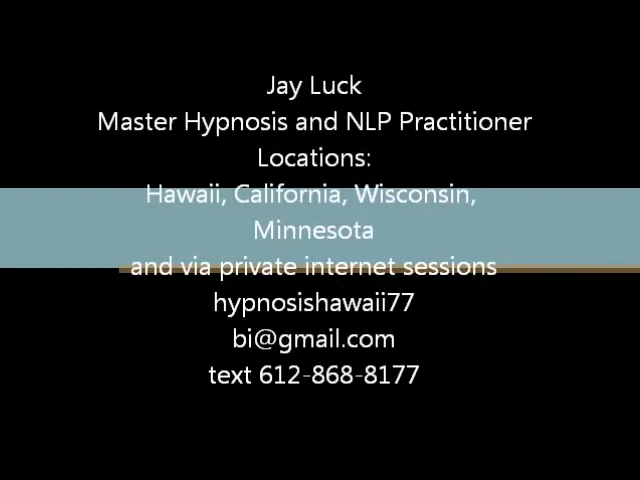 Jay Luck
Master Hypnosis and NLP Practitioner
Locations:
Hawaii, California, Wisconsin,
Minnesota
and via private internet sessions
hypnosishawaii77
bi@gmail.com
text 612-868-8177